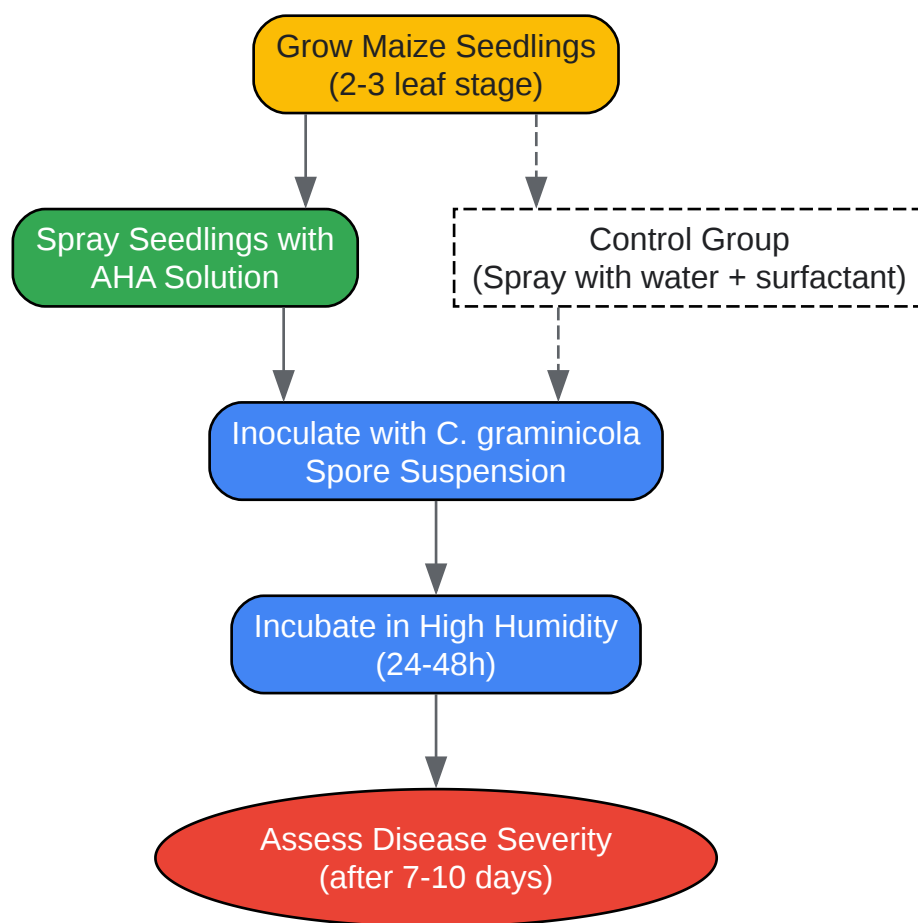 Grow Maize Seedlings
(2-3 leaf stage)
Spray Seedlings with
AHA Solution
Control Group
(Spray with water + surfactant)
Inoculate with C. graminicola
Spore Suspension
Incubate in High Humidity
(24-48h)
Assess Disease Severity
(after 7-10 days)